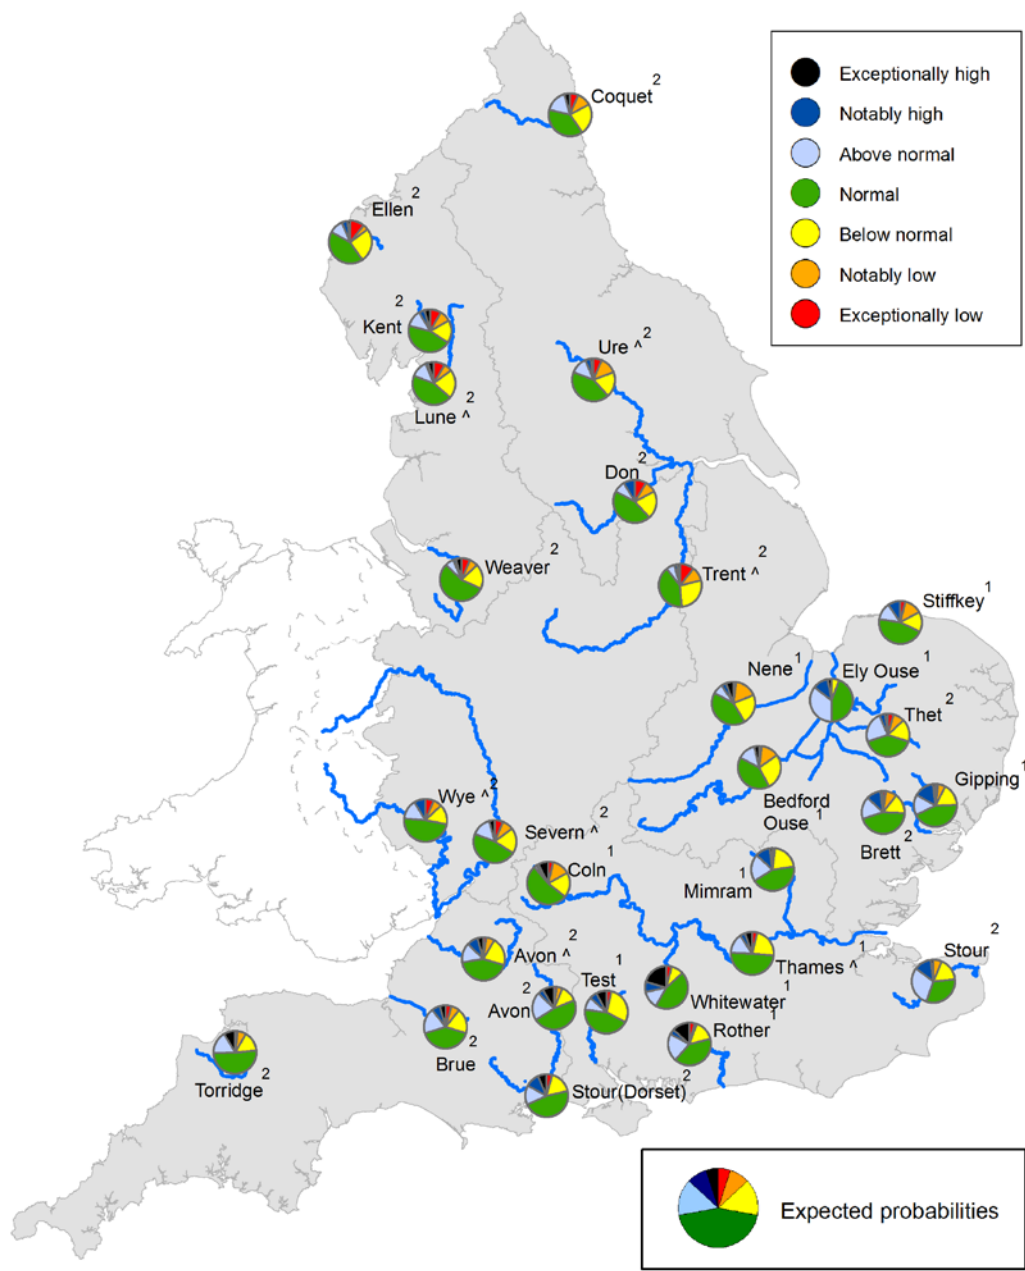 Exceptionally high
Notably high
Above normal
Normal
Below normal
Notably low
Exceptionally low
Coquet 2
Ellen 2
2
Kent
Lune ^ 2
Ure ^ 2
Don 2
Weaver 2
Trent ^ 2
Stiffkey 1
Nene 1
Ely Ouse 1
Thet 2
Gipping 1
Bedford
Ouse 1
Brett 2
Wye ^ 2
Severn ^ 2
Coln 1
1
Mimram
Avon ^ 2
Thames ^ 1
Stour 2
2
Avon
Test 1
Whitewater 1
Rother 1
Brue 2
Stour(Dorset) 2
Torridge 2
Expected probabilities